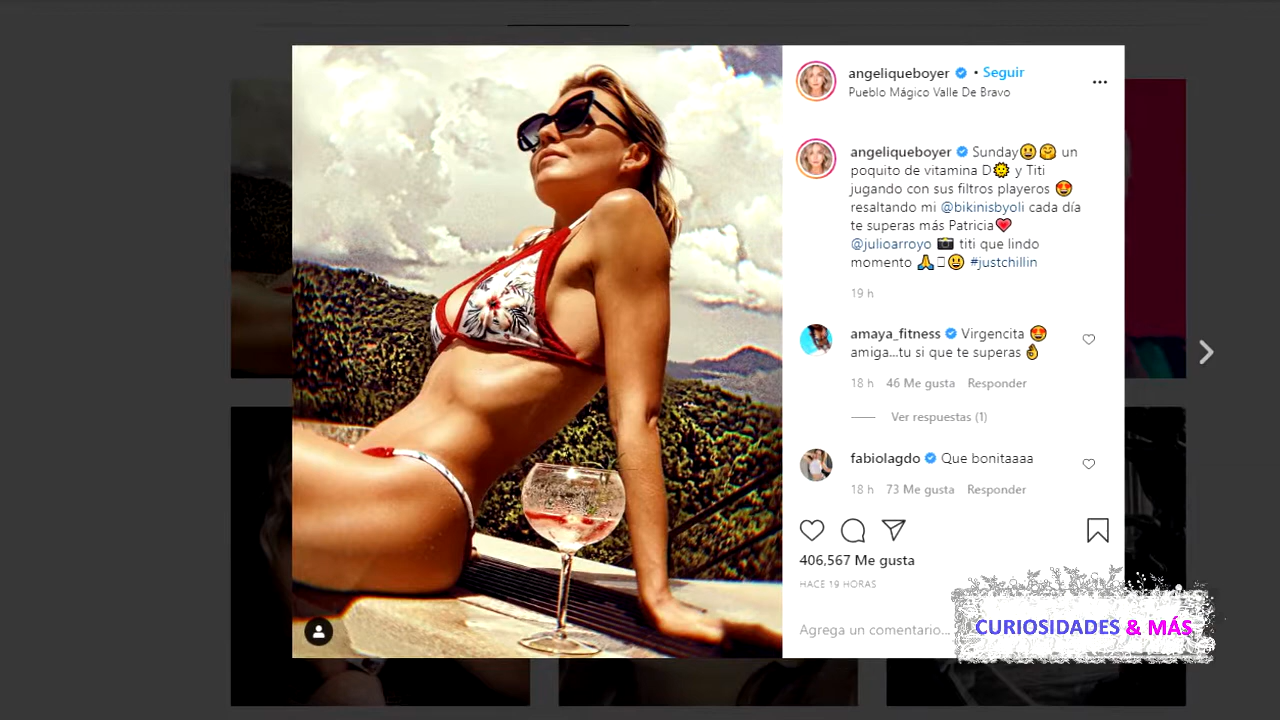 angeliqueboyer • Seguir
Pueblo Mágico Valle De Bravo
angeliqueboyer Sunday😃🤗 un
poquito de vitamina D🌞 y Titi
jugando con sus filtros playeros 😍
resaltando mi @bikinisbyoli cada día
te superas más Patricia❤️
@julioarroyo 📸 titi que lindo
momento 🙏😃 #justchillin
19 h
amaya_fitness Virgencita 😍
amiga...tu si que te superas 👌
18 h 46 Me gusta Responder
Ver respuestas (1)
fabiolagdo Que bonitaaaa
18 h 73 Me gusta Responder
406,567 Me gusta
HACE 19 HORAS
Agrega un comentario...
CURIOSIDADES & MÁS